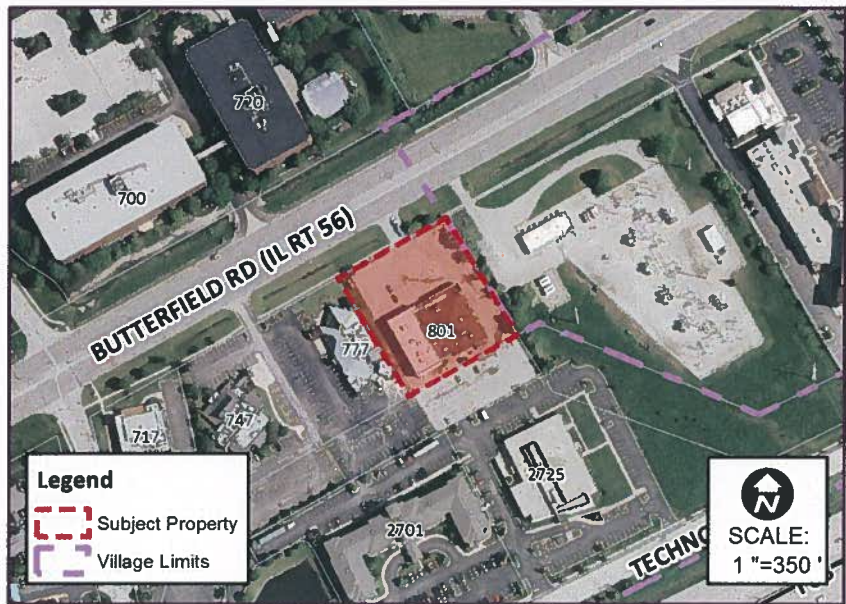 720
700
BUTTERFIELD RD (IL RT 56)
801
777
747
717
2725
2701
Legend
Subject Property
Village Limits
N
SCALE:
1 "=350 '